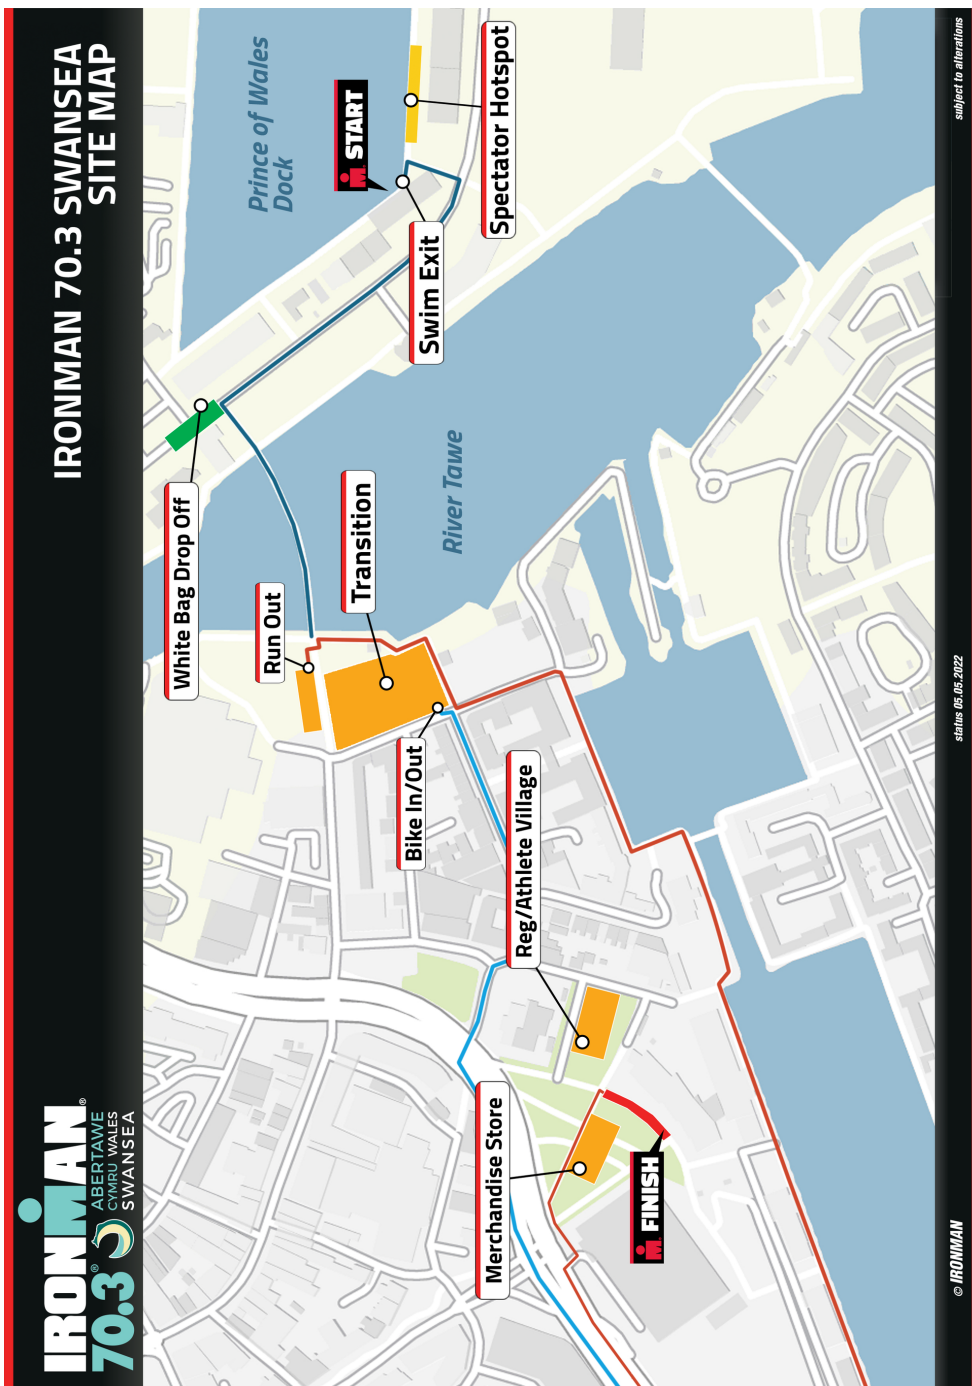 IRONMAN®
70.3®
ABERTAWE
CYMRU WALES
SWANSEA
IRONMAN 70.3 SWANSEA
SITE MAP
Prince of Wales
Dock
START
Spectator Hotspot
Swim Exit
White Bag Drop Off
Run Out
Transition
River Tawe
Bike In/Out
Reg/Athlete Village
Merchandise Store
FINISH
© IRONMAN
status 05.05.2022
subject to alterations